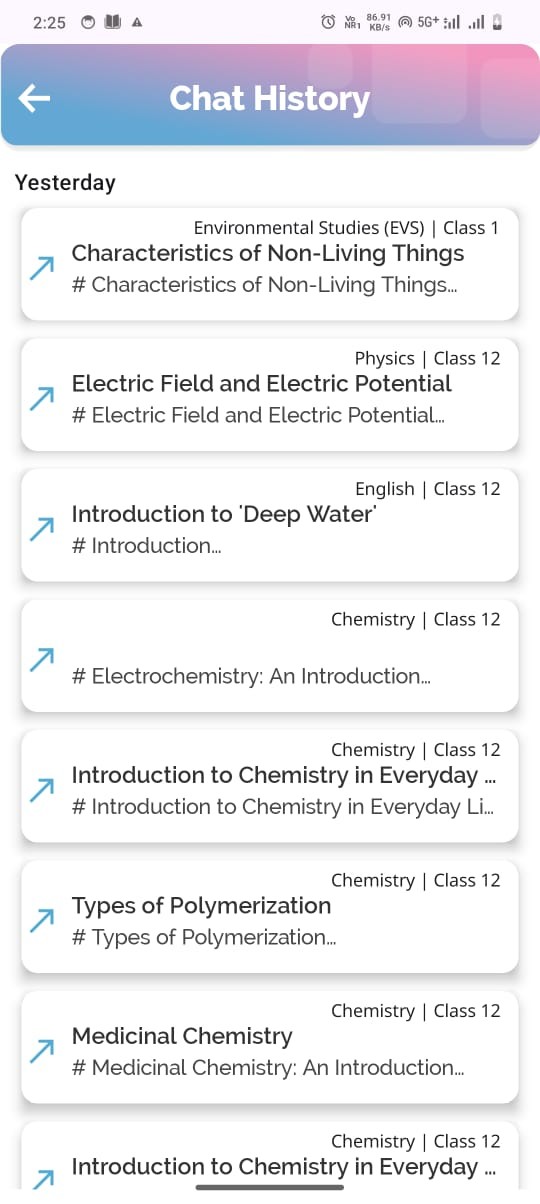 2:25
Vo
NR1
86.91
KB/s
5G+
Chat History
Yesterday
Environmental Studies (EVS) | Class 1
Characteristics of Non-Living Things
# Characteristics of Non-Living Things...
Physics | Class 12
Electric Field and Electric Potential
# Electric Field and Electric Potential...
English | Class 12
Introduction to 'Deep Water'
# Introduction...
Chemistry | Class 12
# Electrochemistry: An Introduction...
Chemistry | Class 12
Introduction to Chemistry in Everyday ...
# Introduction to Chemistry in Everyday Li...
Chemistry | Class 12
Types of Polymerization
# Types of Polymerization...
Chemistry | Class 12
Medicinal Chemistry
# Medicinal Chemistry: An Introduction...
Chemistry | Class 12
Introduction to Chemistry in Everyday ...